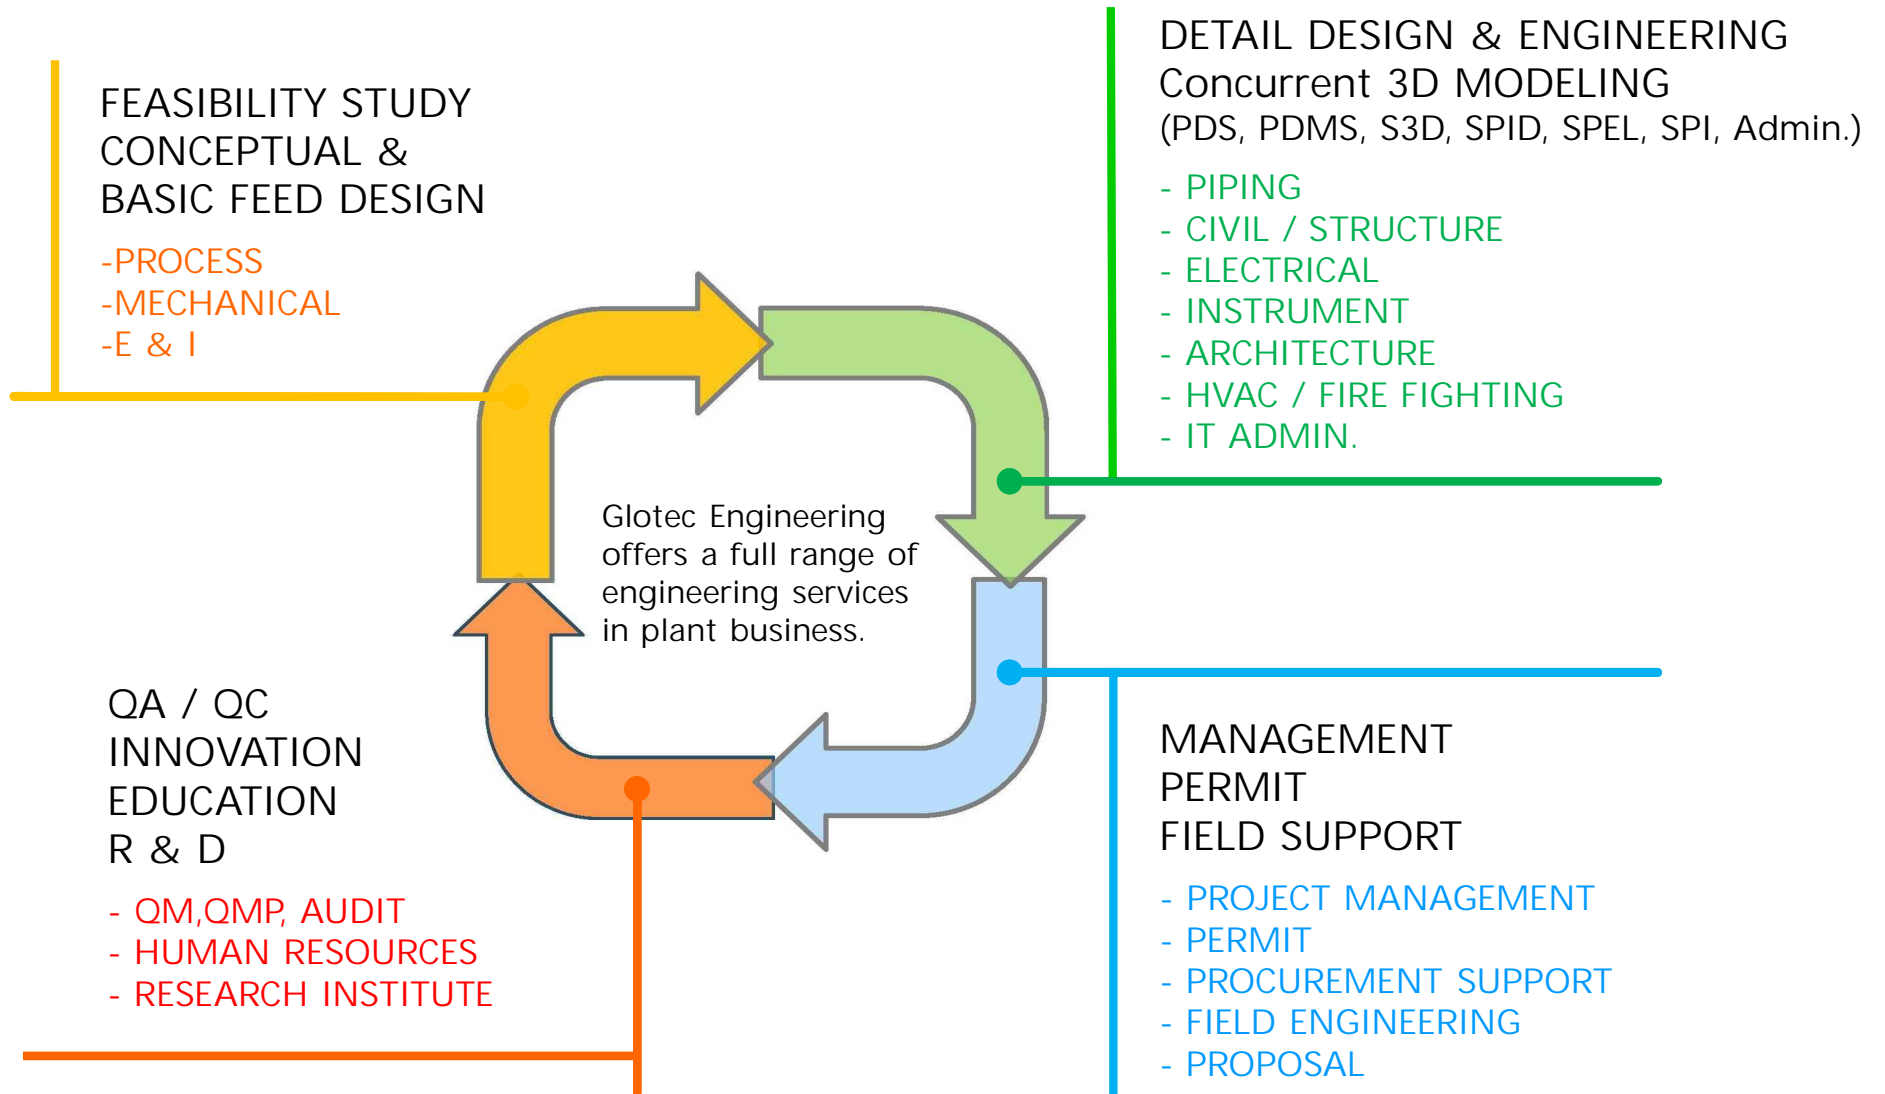 FEASIBILITY STUDY
CONCEPTUAL &
BASIC FEED DESIGN
-PROCESS
-MECHANICAL
-E & I
DETAIL DESIGN & ENGINEERING
Concurrent 3D MODELING
(PDS, PDMS, S3D, SPID, SPEL, SPI, Admin.)
- PIPING
- CIVIL / STRUCTURE
- ELECTRICAL
- INSTRUMENT
- ARCHITECTURE
- HVAC / FIRE FIGHTING
- IT ADMIN.
Glotec Engineering
offers a full range of
engineering services
in plant business.
QA / QC
INNOVATION
EDUCATION
R & D
- QM,QMP, AUDIT
- HUMAN RESOURCES
- RESEARCH INSTITUTE
MANAGEMENT
PERMIT
FIELD SUPPORT
- PROJECT MANAGEMENT
- PERMIT
- PROCUREMENT SUPPORT
- FIELD ENGINEERING
- PROPOSAL